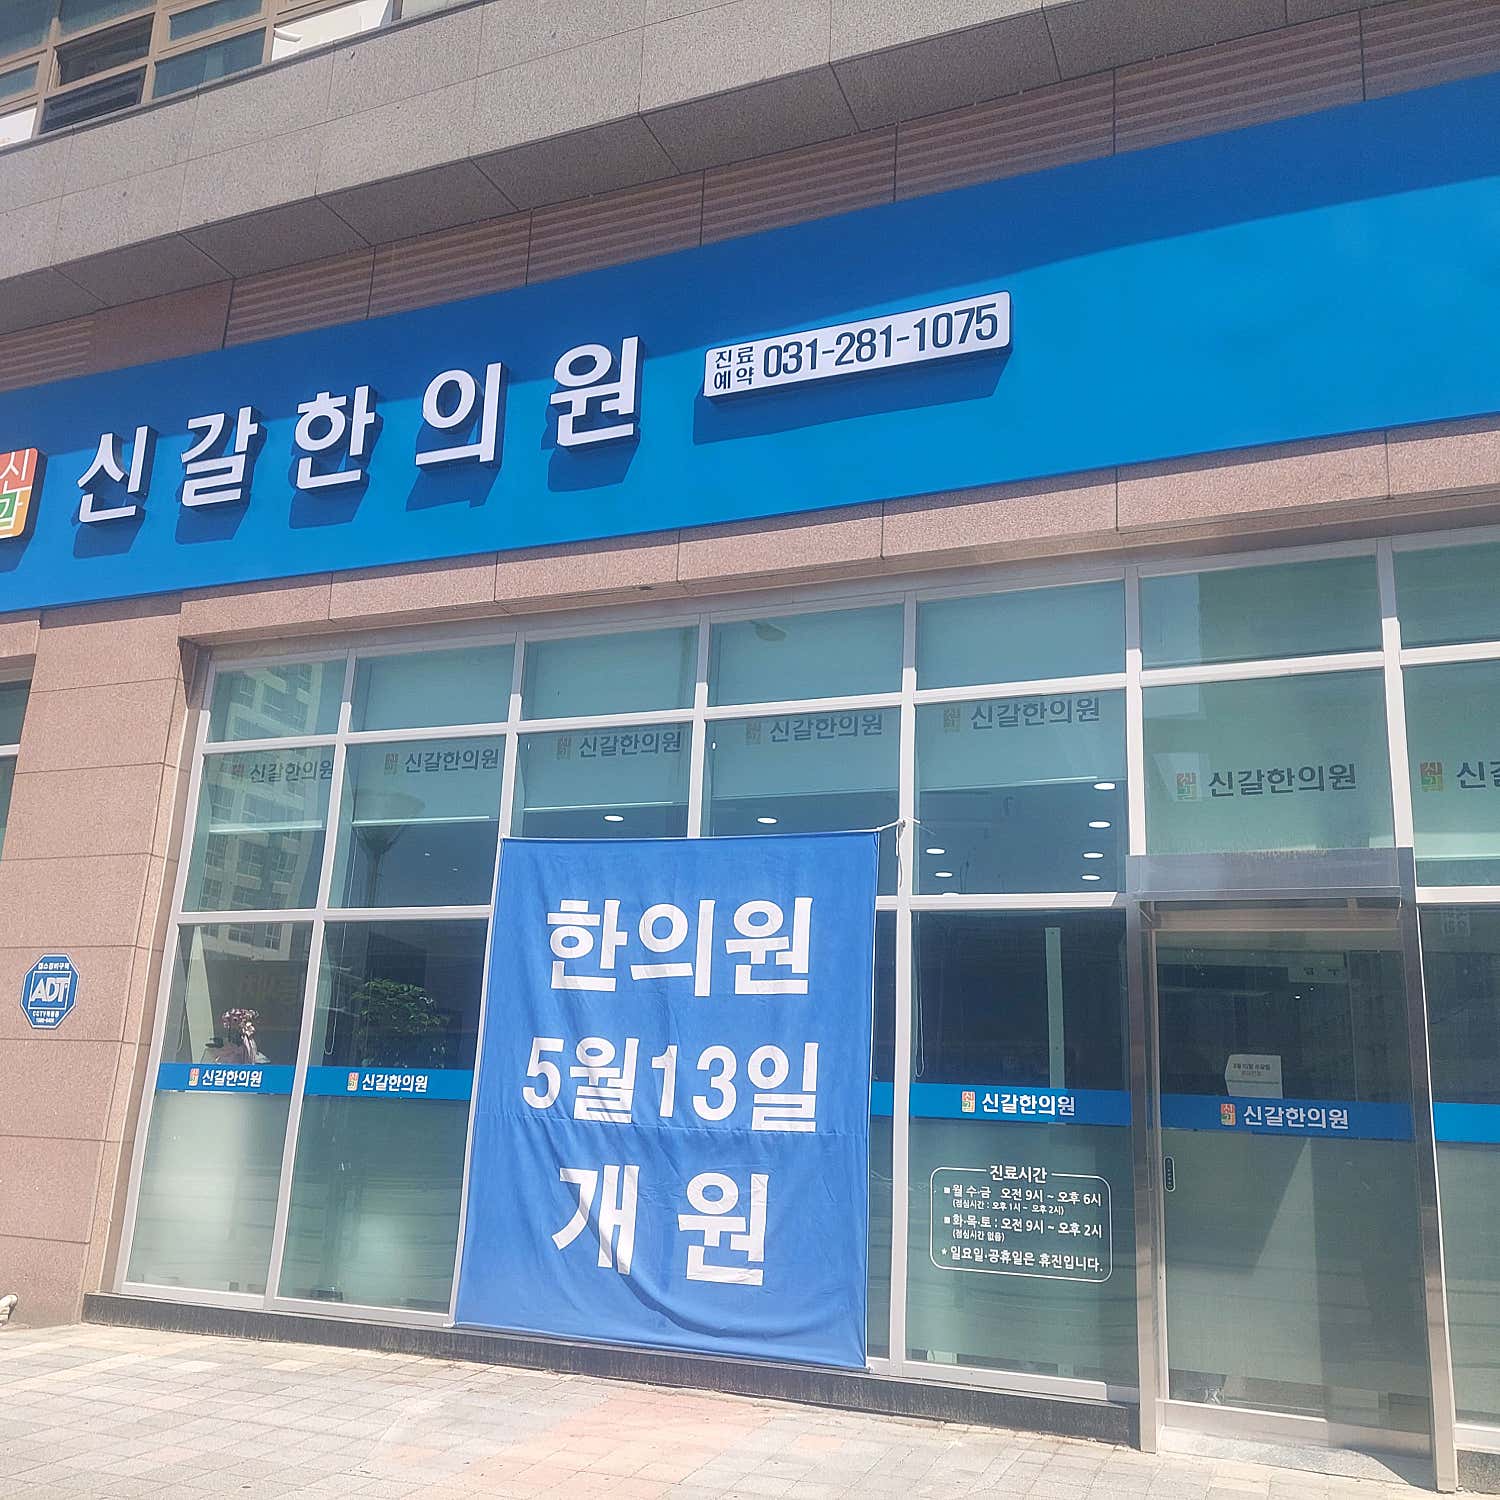 신갈
신갈한의원
진료
예약 031-281-1075
신갈한의원
신갈한의원
신갈한의원
신갈한의원
신갈한의원
신갈한의원
한의원
5월13일
개원
ADT
신갈한의원
신갈한의원
신갈한의원
신갈한의원
진료시간
■ 월·수·금 오전 9시 ~ 오후 6시
(점심시간 : 오후 1시 ~ 오후 2시)
■ 화·목·토 : 오전 9시 ~ 오후 2시
(점심시간 없음)
* 일요일·공휴일은 휴진입니다.